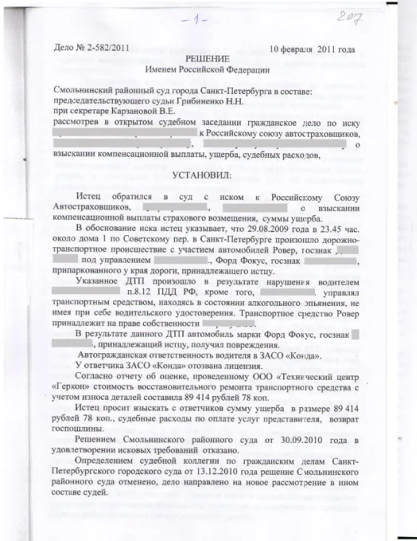 - 1 -
207
Дело № 2-582/2011 10 февраля 2011 года
РЕШЕНИЕ
Именем Российской Федерации
Смольнинский районный суд города Санкт-Петербурга в составе:
председательствующего судьи Грибиненко Н.Н.
при секретаре Карзановой В.Е.
рассмотрев в открытом судебном заседании гражданское дело по иску
к Российскому союзу автостраховщиков,
о
взыскании компенсационной выплаты, ущерба, судебных расходов,
УСТАНОВИЛ:
Истец обратился в суд с иском к Российскому Союзу
Автостраховщиков, о взыскании
компенсационной выплаты страхового возмещения, суммы ущерба.
В обоснование иска истец указывает, что 29.08.2009 года в 23.45 час.
около дома 1 по Советскому пер. в Санкт-Петербурге произошло дорожно-
транспортное происшествие с участием автомобилей Ровер, госзнак
под управлением ., Форд Фокус, госзнак ,
припаркованного у края дороги, принадлежащего истцу.
Указанное ДТП произошло в результате нарушения водителем
п.8.12 ПДД РФ, кроме того, управлял
транспортным средством, находясь в состоянии алкогольного опьянения, не
имея при себе водительского удостоверения. Транспортное средство Ровер
принадлежит на праве собственности
В результате данного ДТП автомобиль марки Форд Фокус, госзнак
, принадлежащий истцу, получил повреждения.
Автогражданская ответственность водителя в ЗАСО «Конда».
У ответчика ЗАСО «Конда» отозвана лицензия.
Согласно отчету об оценке, проведенному ООО «Технический центр
«Геркон» стоимость восстановительного ремонта транспортного средства с
учетом износа деталей составила 89 414 рублей 78 коп.
Истец просит взыскать с ответчиков сумму ущерба в размере 89 414
рублей 78 коп., судебные расходы по оплате услуг представителя, возврат
госпошлины.
Решением Смольнинского районного суда от 30.09.2010 года в
удовлетворении исковых требований отказано.
Определением судебной коллегии по гражданским делам Санкт-
Петербургского городского суда от 13.12.2010 года решение Смольнинского
районного суда отменено, дело направлено на новое рассмотрение в ином
составе судей.